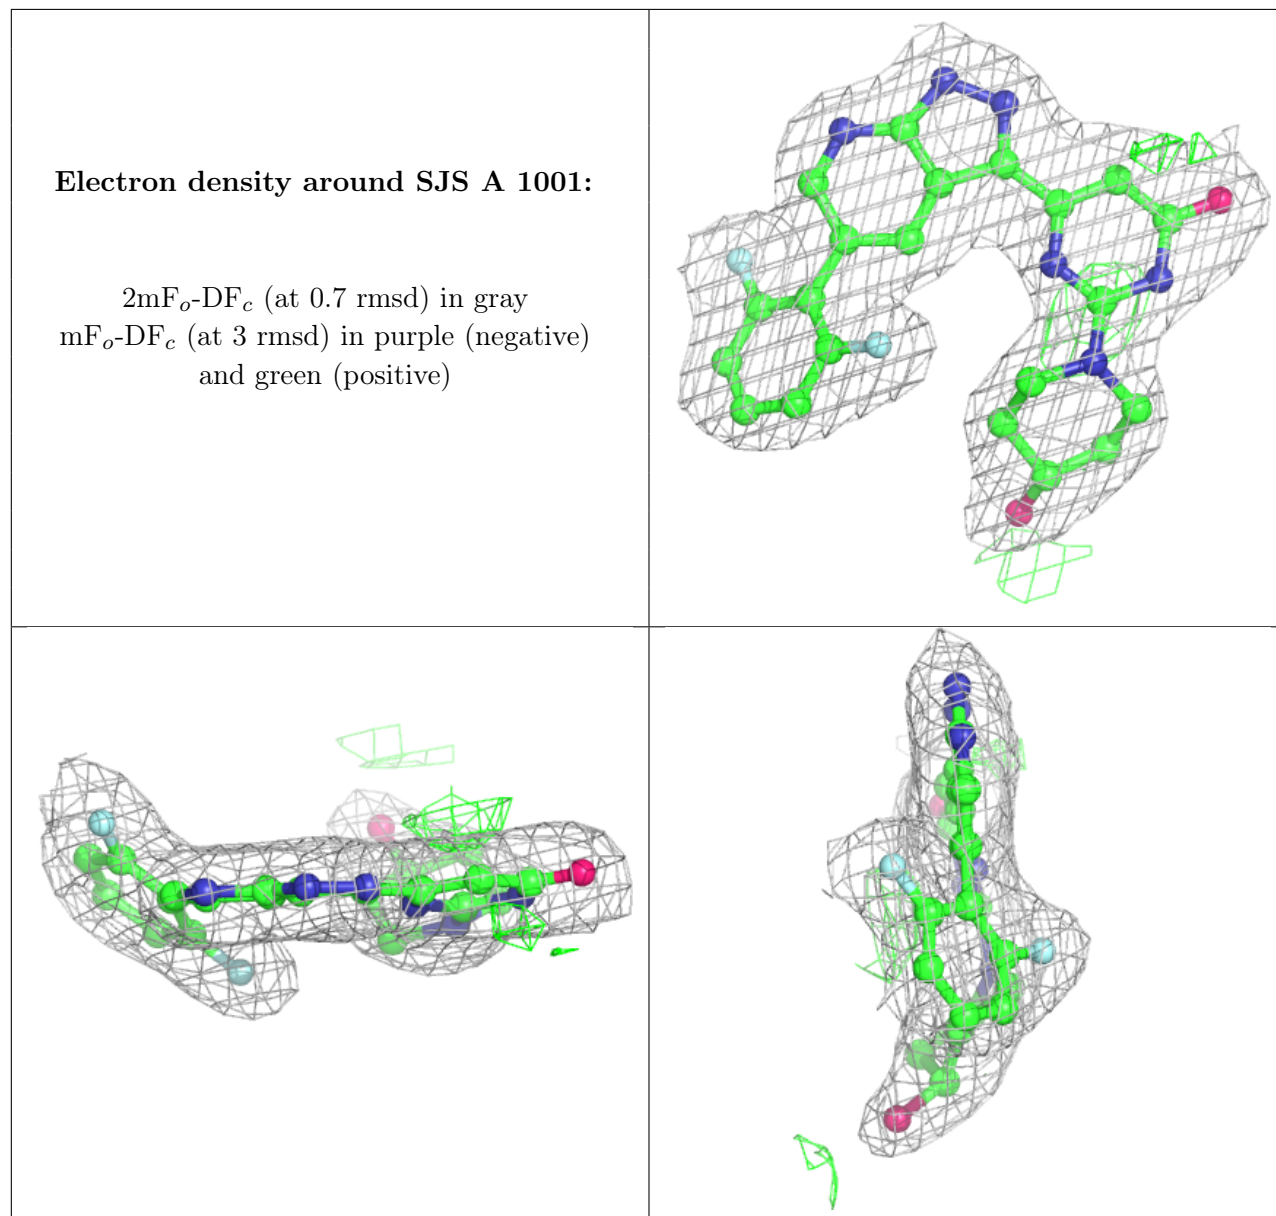 Electron density around SJS A 1001:
2mFo-DFc (at 0.7 rmsd) in gray
mFo-DFc (at 3 rmsd) in purple (negative)
and green (positive)